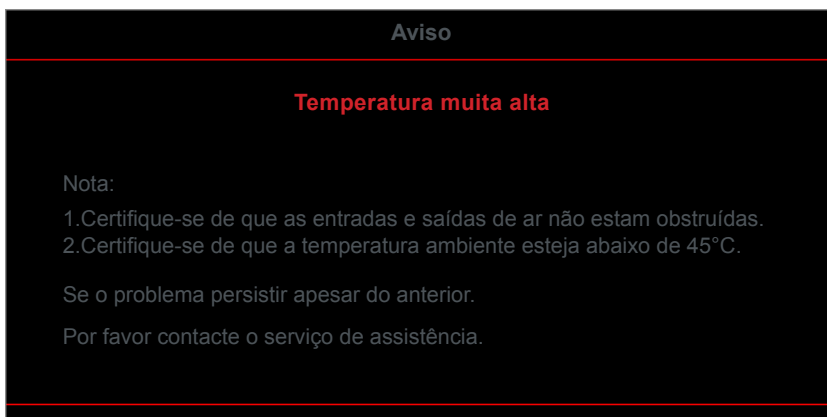 Aviso
Temperatura muita alta
Nota:
1.Certifique-se de que as entradas e saídas de ar não estam obstruídas.
2.Certifique-se de que a temperatura ambiente esteja abaixo de 45°C.
Se o problema persistir apesar do anterior.
Por favor contacte o serviço de assistência.